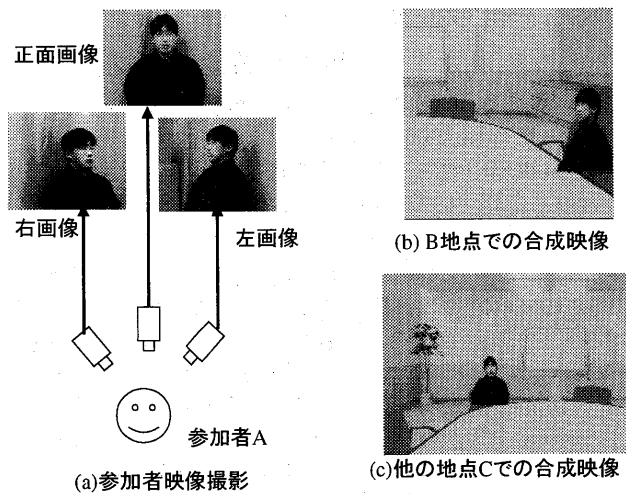 正面画像
右画像
左画像
参加者A
(a)参加者映像撮影
(b) B地点での合成映像
(c)他の地点Cでの合成映像